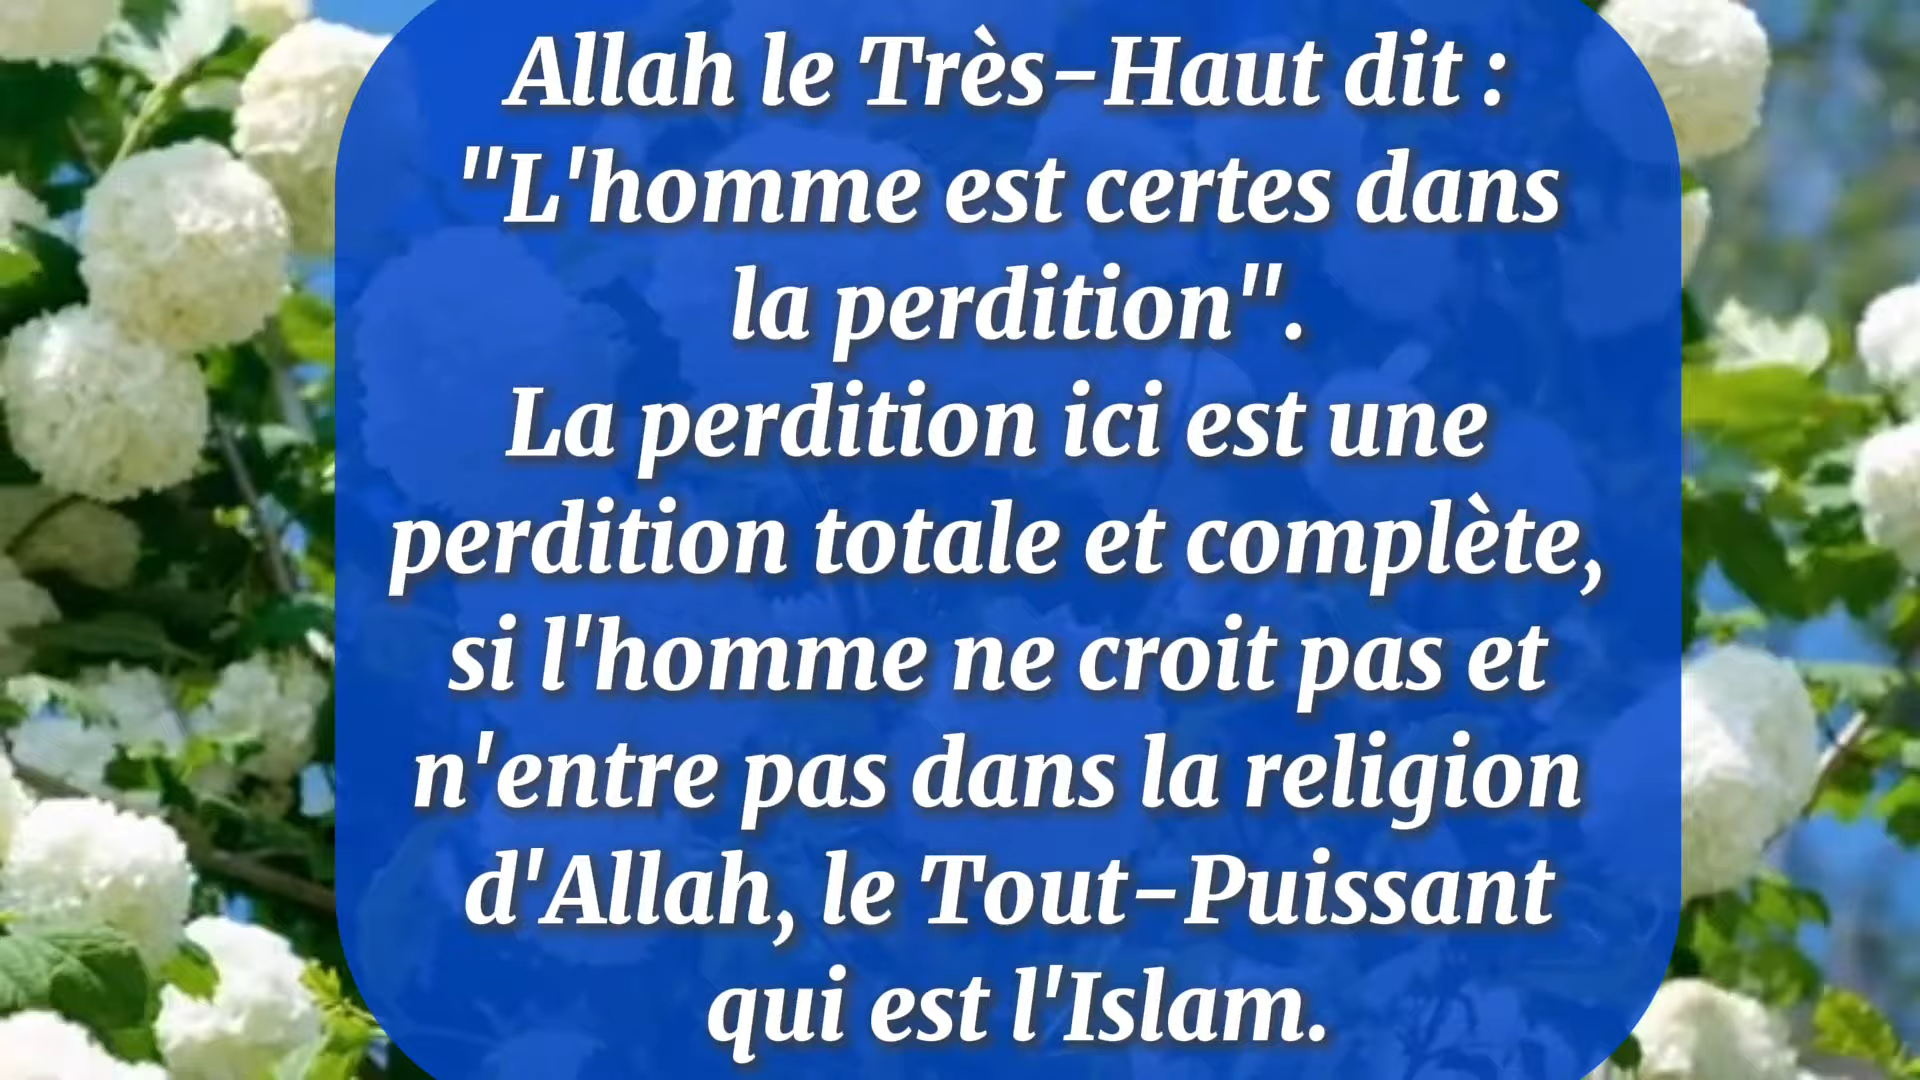 Allah le Très-Haut dit :
"L'homme est certes dans
la perdition".
La perdition ici est une
perdition totale et complète,
si l'homme ne croit pas et
n'entre pas dans la religion
d'Allah, le Tout-Puissant
qui est l'Islam.